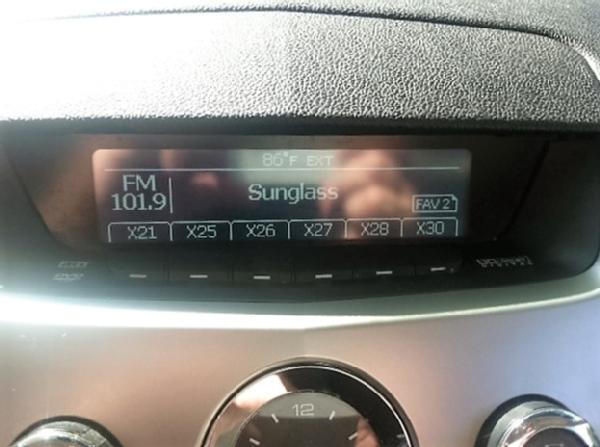 86°F EXT
FM
101.9
Sunglass
FAV 2
X21 X25 X26 X27 X28 X30
12